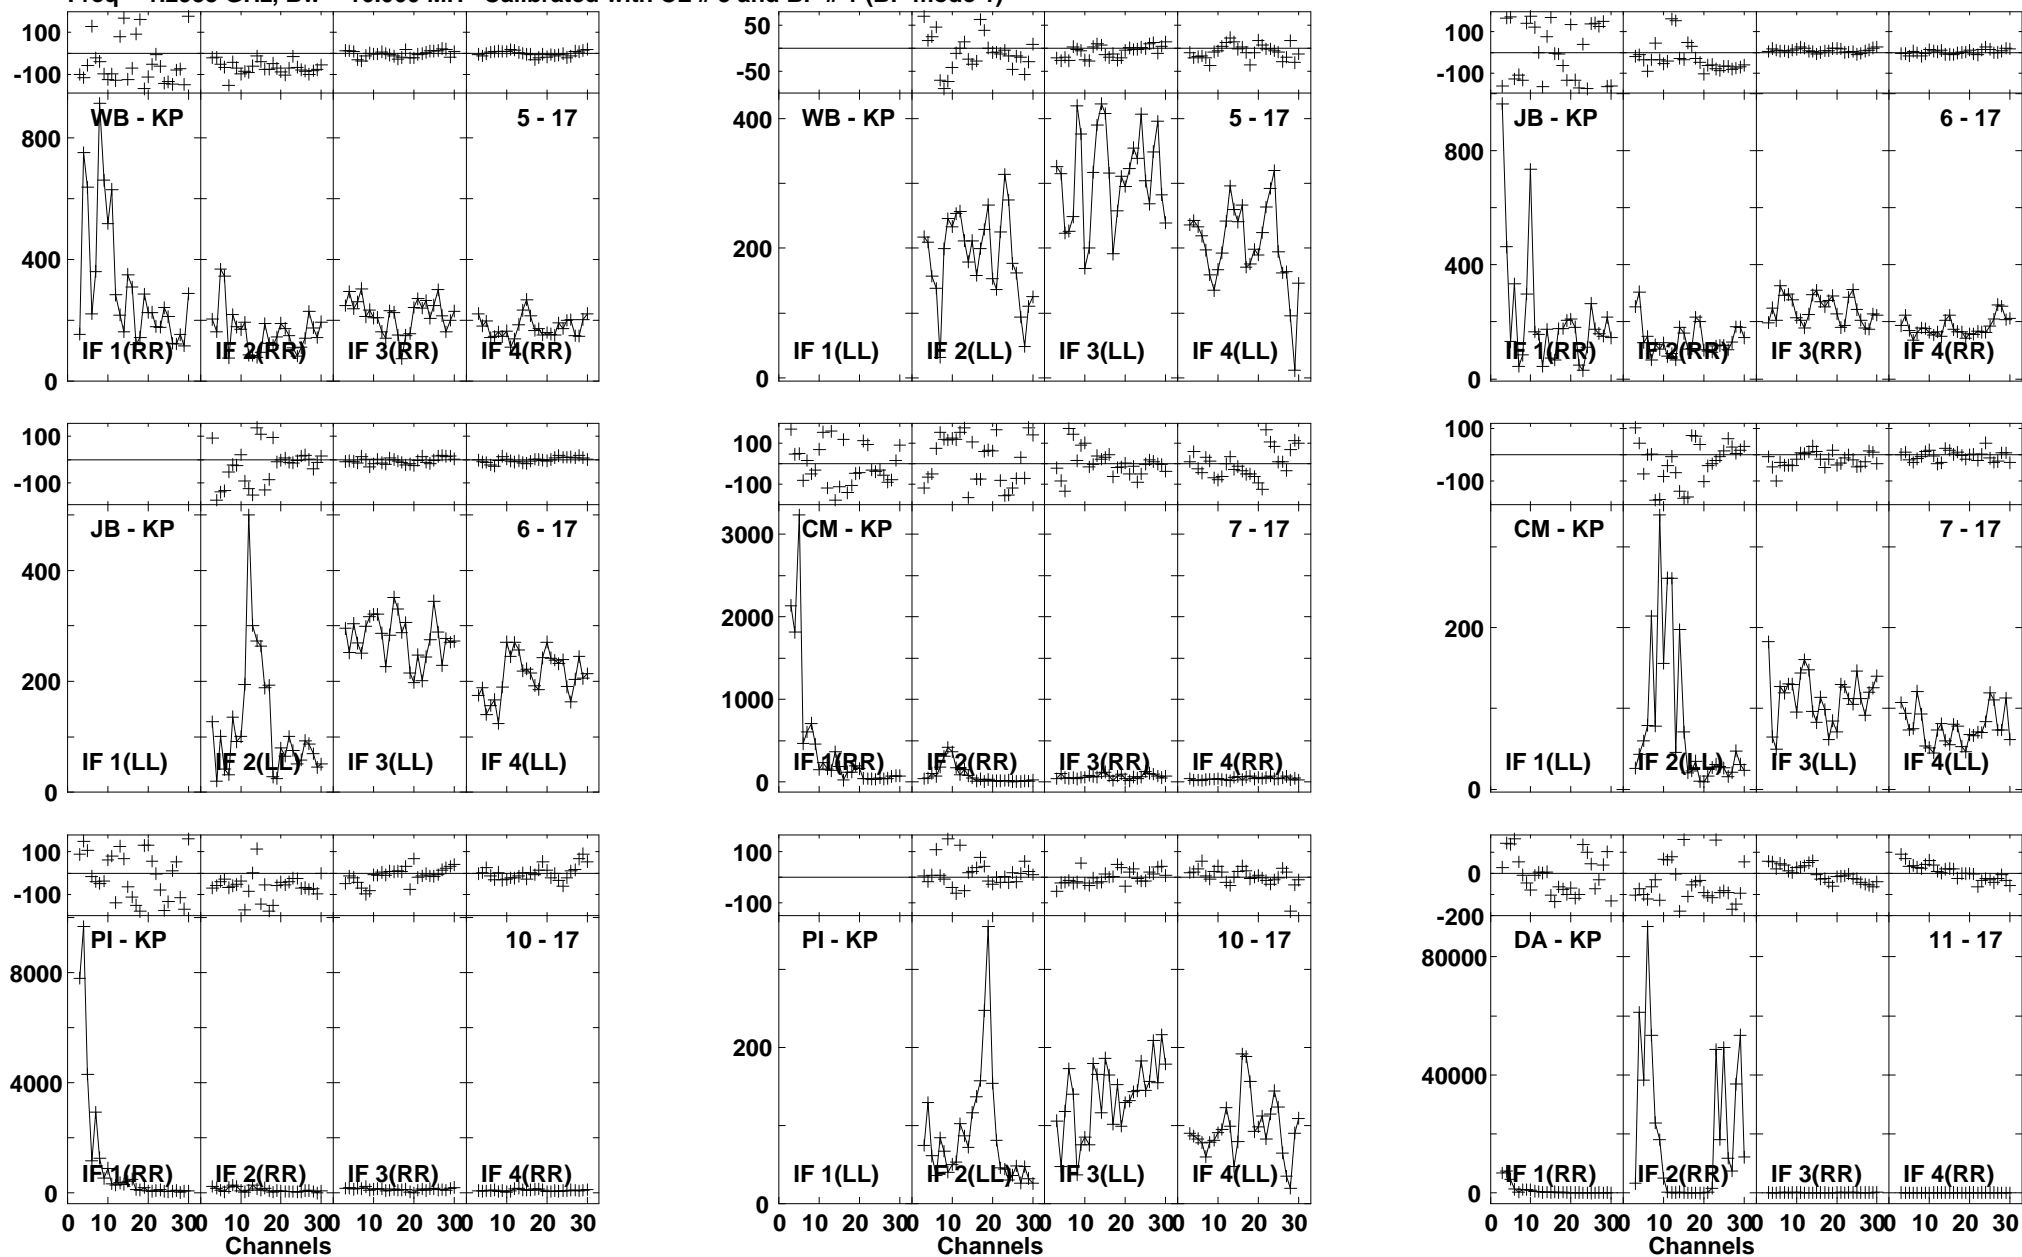 Freq = GHz, Bw = MH Calibrated with CL # and BP # (BP mode
100
-100
WB - KP 5 - 17
800
400
0
IF 1(RR) IF 2(RR) IF 3(RR) IF 4(RR)
50
-50
WB - KP 5 - 17
400
200
0
IF 1(LL) IF 2(LL) IF 3(LL) IF 4(LL)
100
-100
JB - KP 6 - 17
800
400
0
IF 1(RR) IF 2(RR) IF 3(RR) IF 4(RR)
100
-100
JB - KP 6 - 17
400
200
0
IF 1(LL) IF 2(LL) IF 3(LL) IF 4(LL)
100
-100
CM - KP 7 - 17
3000
2000
1000
0
IF 1(RR) IF 2(RR) IF 3(RR) IF 4(RR)
100
-100
CM - KP 7 - 17
200
0
IF 1(LL) IF 2(LL) IF 3(LL) IF 4(LL)
100
-100
PI - KP 10 - 17
8000
4000
0
IF 1(RR) IF 2(RR) IF 3(RR) IF 4(RR)
0 10 20 30 0 10 20 30 0 10 20 30 0 10 20 30
Channels
100
-100
PI - KP 10 - 17
200
0
IF 1(LL) IF 2(LL) IF 3(LL) IF 4(LL)
0 10 20 30 0 10 20 30 0 10 20 30 0 10 20 30
Channels
200
0
-200
DA - KP 11 - 17
80000
40000
0
IF 1(RR) IF 2(RR) IF 3(RR) IF 4(RR)
0 10 20 30 0 10 20 30 0 10 20 30 0 10 20 30
Channels